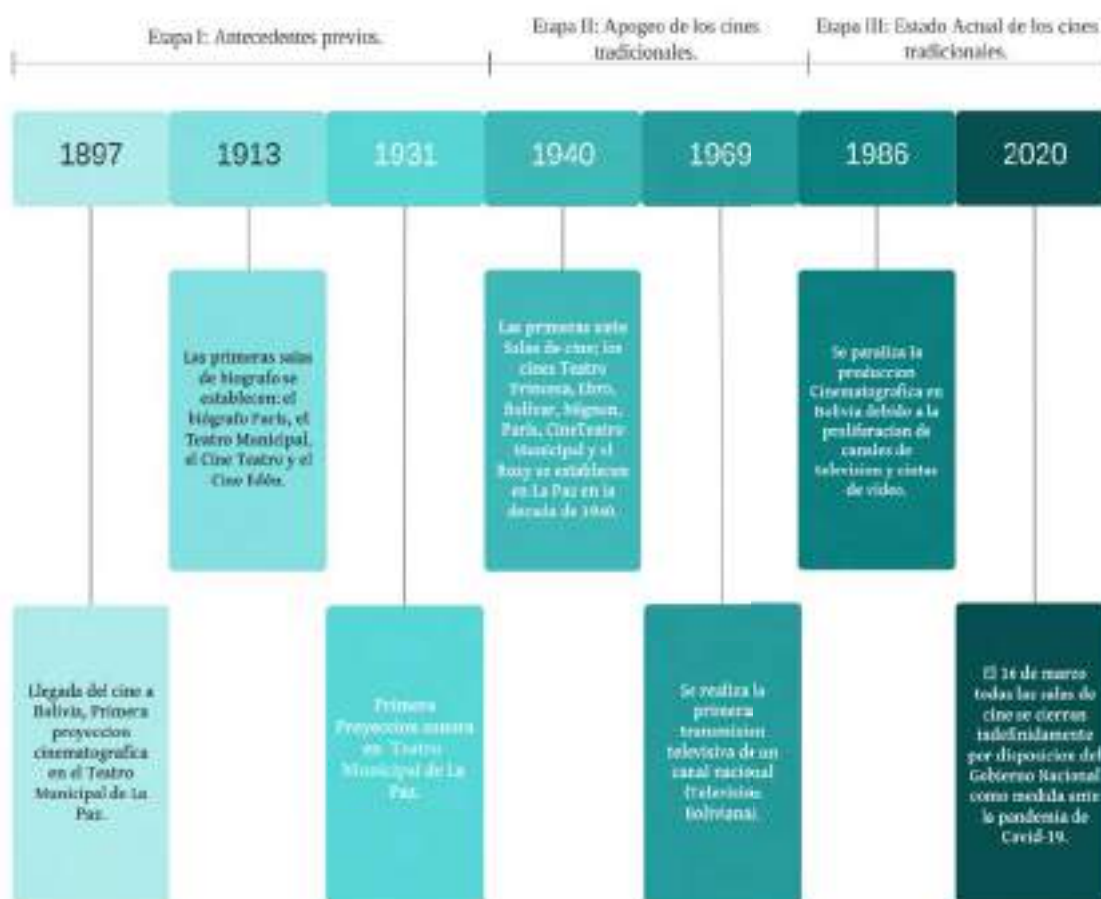 Etapa I: Antecedentes previos.
Etapa II: Apogeo de los cines
tradicionales.
Etapa III: Estado Actual de los cines
tradicionales.
1897
1913
1931
1940
1969
1986
2020
Las primeras salas
de biografo se
establecen: el
biógrafo París, el
Teatro Municipal,
el Cine Teatro y el
Cine Edén.
Las primeras siete
Salas de cine: los
cines Teatro
Princesa, Ebro,
Bolívar, Mignon,
París, CineTeatro
Municipal y el
Roxy se establecen
en La Paz en la
decada de 1940.
Se paraliza la
produccion
Cinematografica en
Bolivia debido a la
proliferacion de
canales de
television y cintas
de video.
Llegada del cine a
Bolivia, Primera
proyeccion
cinematografica
en el Teatro
Municipal de La
Paz.
Primera
Proyeccion sonora
en Teatro
Municipal de La
Paz.
Se realiza la
primera
transmision
televisiva de un
canal nacional
(Television
Boliviana).
El 16 de marzo
todas las salas de
cine se cierran
indefinidamente
por disposicion del
Gobierno Nacional
como medida ante
la pandemia de
Covid-19.